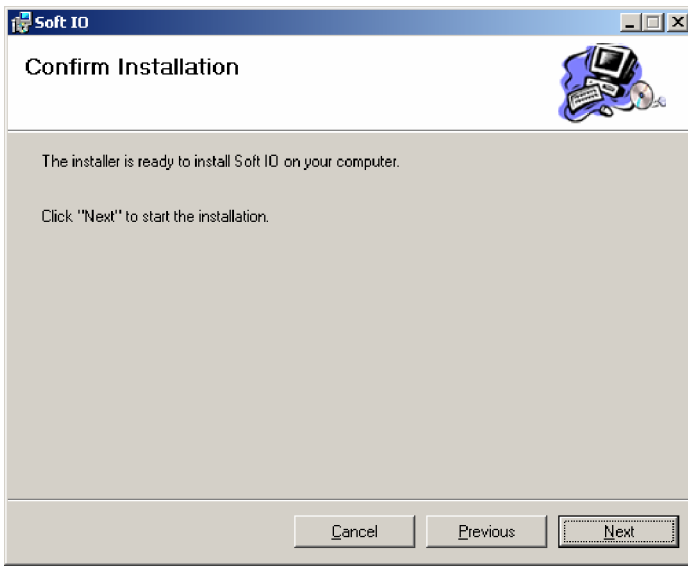 Soft IO
Confirm Installation
The installer is ready to install Soft IO on your computer.
Click "Next" to start the installation.
Cancel
Previous
Next